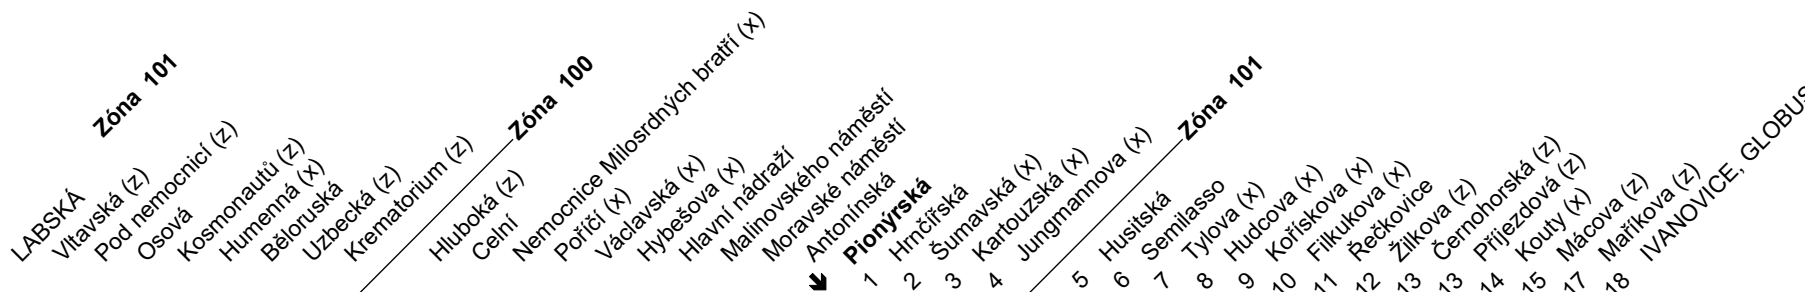 Zóna 101
LABSKÁ
Vltavská (z)
Pod nemocnicí (z)
Osová
Kosmonautů (z)
Humenná (x)
Běloruská
Uzbecká (z)
Krematorium (z)
Zóna 100
Hluboká (z)
Celní
Nemocnice Milosrdných bratří (x)
Poříčí (x)
Václavská (x)
Hybešova (x)
Hlavní nádraží
Malinovského náměstí
Moravské náměstí
Antonínská
Pionýrská
1 Hrnčířská
2 Šumavská (x)
3 Kartouzská (x)
4 Jungmannova (x)
Zóna 101
5 Husitská
6 Semilasso
7 Tylova (x)
8 Hudcova (x)
9 Kořískova (x)
10 Filkukova (x)
11 Řečkovice
12 Žilkova (z)
13 Černohorská (z)
13 Příjezdová (z)
14 Kouty (x)
15 Mácova (z)
17 Maříkova (z)
18 IVANOVICE, GLOBUS